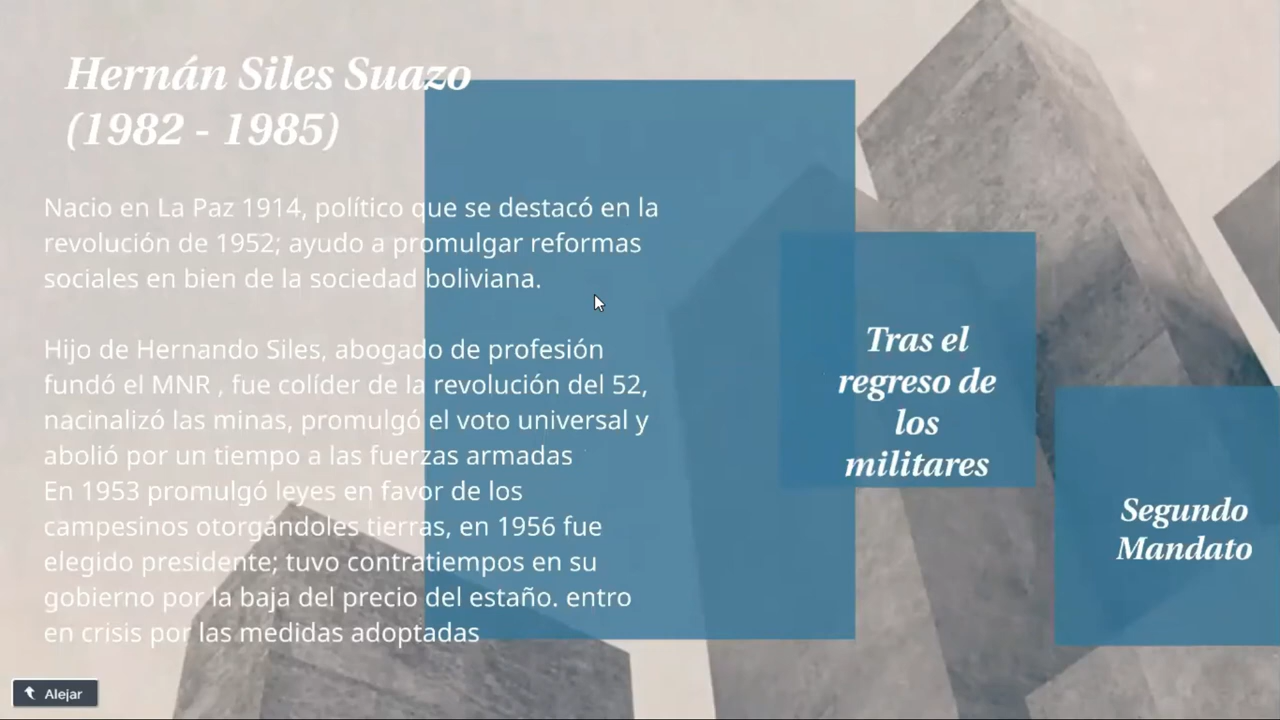 Hernán Siles Suazo
(1982 - 1985)
Nacio en La Paz 1914, político que se destacó en la
revolución de 1952; ayudo a promulgar reformas
sociales en bien de la sociedad boliviana.
Hijo de Hernando Siles, abogado de profesión
fundó el MNR , fue colíder de la revolución del 52,
nacinalizó las minas, promulgó el voto universal y
abolió por un tiempo a las fuerzas armadas
En 1953 promulgó leyes en favor de los
campesinos otorgándoles tierras, en 1956 fue
elegido presidente; tuvo contratiempos en su
gobierno por la baja del precio del estaño. entro
en crisis por las medidas adoptadas
Tras el
regreso de
los
militares
Segundo
Mandato
Alejar